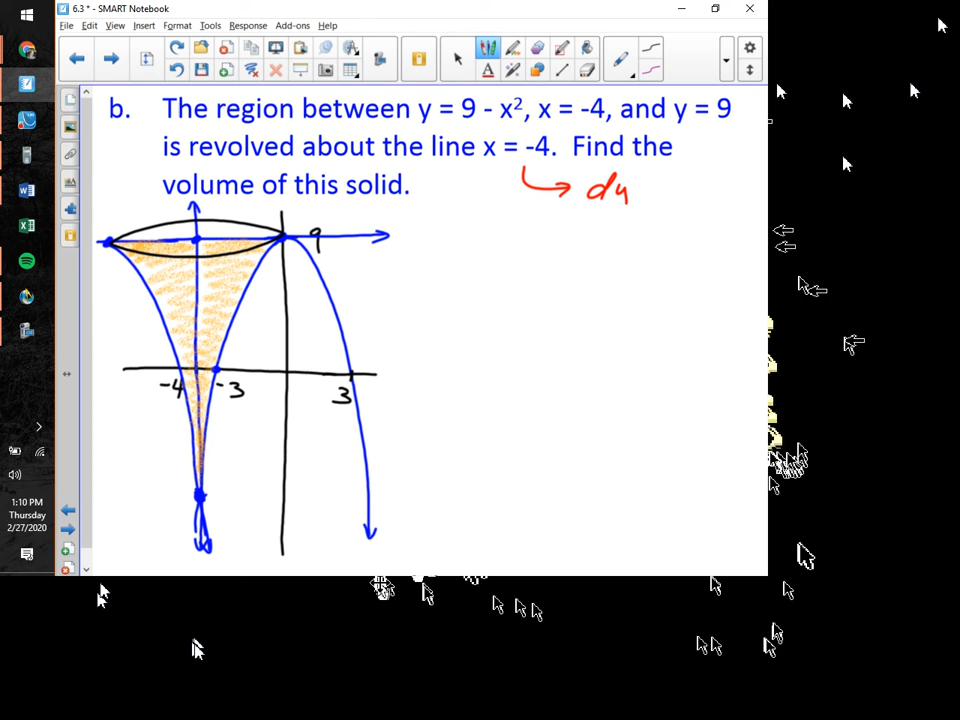 6.3 * - SMART Notebook
File Edit View Insert Format Tools Browse Response Add-ons Help
b. The region between y = 9 - x², x = -4, and y = 9
is revolved about the line x = -4. Find the
volume of this solid.
dy
9
-4 -3 3
1:10 PM
Thursday
2/27/2020